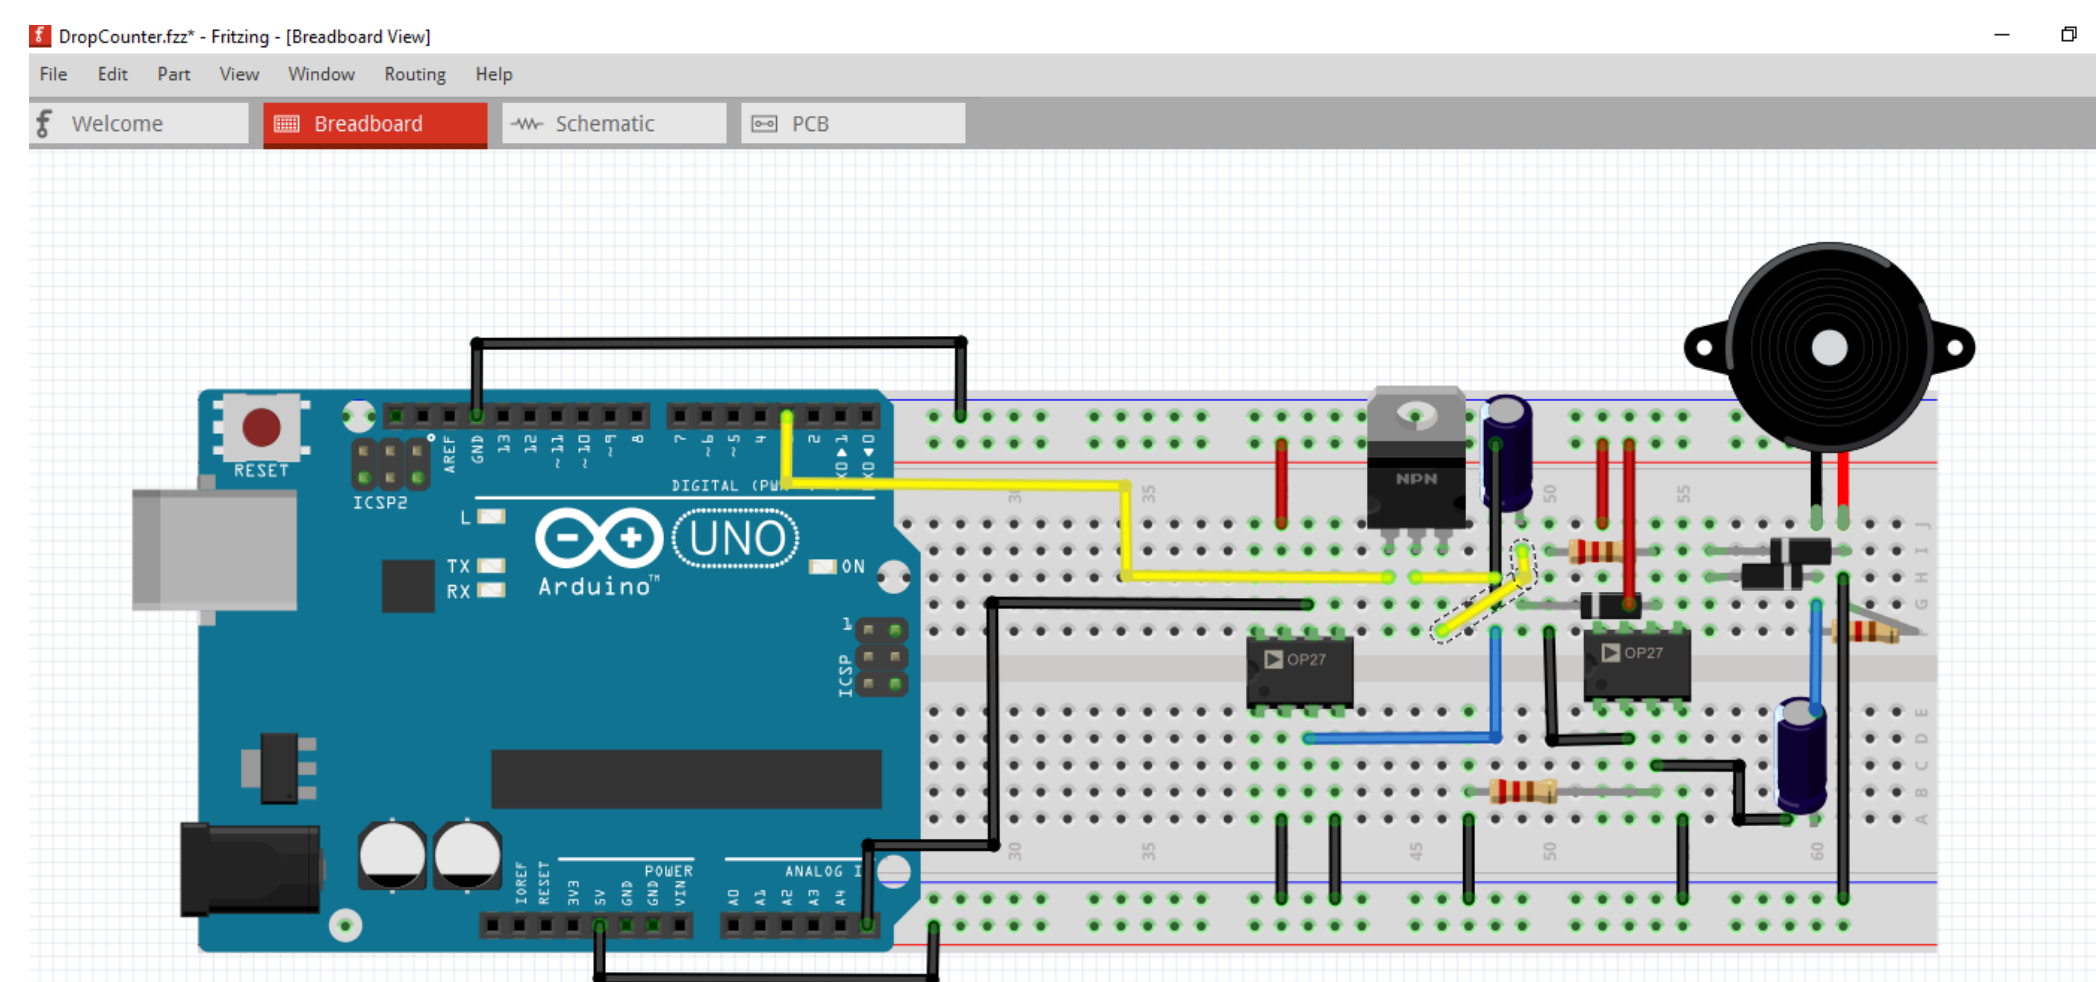 DropCounter.fzz* - Fritzing - [Breadboard View]
File Edit Part View Window Routing Help
Welcome Breadboard Schematic PCB
RESET
ICSP2
AREF GND 13 12 ~11 ~10 ~9 8 7 ~6 ~5 4 2 1 0
DIGITAL (PW
L
TX
RX
UNO
Arduino™
ON
1
ICSP
IOREF RESET 3V3 5V GND GND VIN A0 A1 A2 A3 A4
POWER
ANALOG I
30 35 50 55
J
I
H
G
F
NPN
OP27
OP27
E
D
C
B
A
30 35 45 50 60